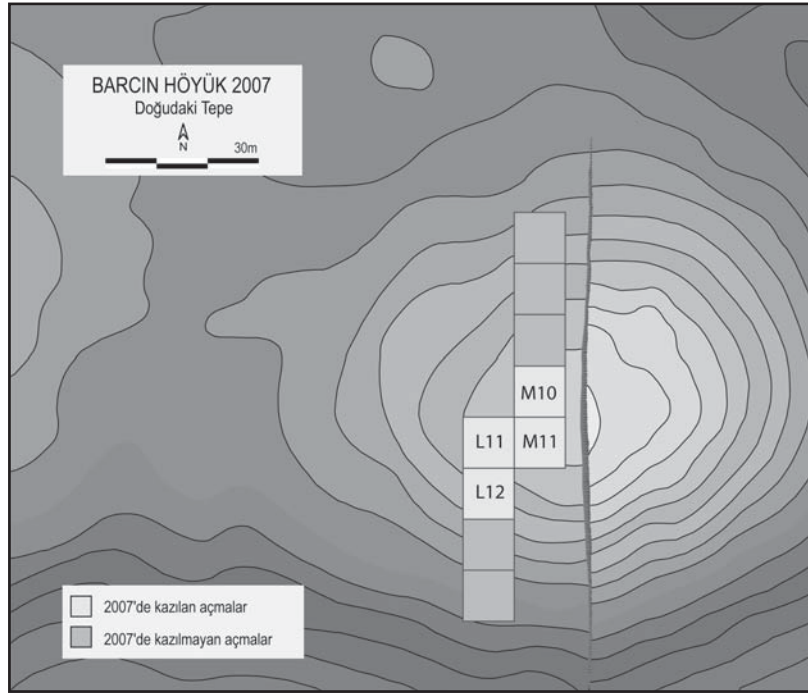 BARCIN HÖYÜK 2007
Doğudaki Tepe
N
30m
M10
L11 M11
L12
2007'de kazılan açmalar
2007'de kazılmayan açmalar